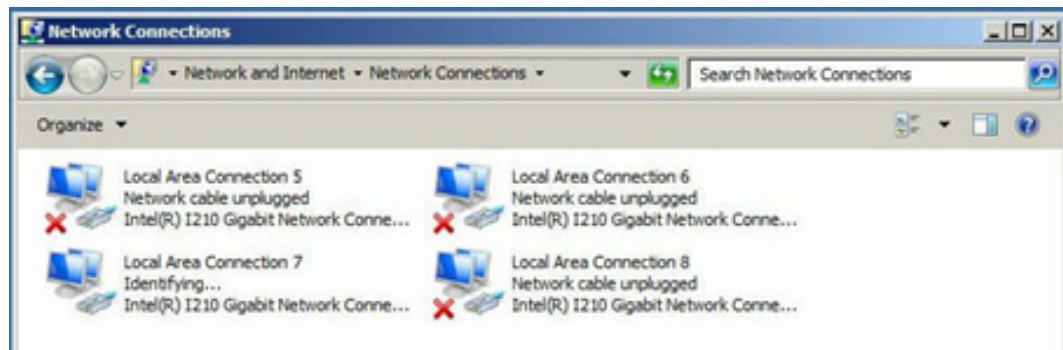 Network Connections
Network and Internet Network Connections
Search Network Connections
Organize
Local Area Connection 5
Network cable unplugged
Intel(R) I210 Gigabit Network Conne...
Local Area Connection 6
Network cable unplugged
Intel(R) I210 Gigabit Network Conne...
Local Area Connection 7
Identifying...
Intel(R) I210 Gigabit Network Conne...
Local Area Connection 8
Network cable unplugged
Intel(R) I210 Gigabit Network Conne...